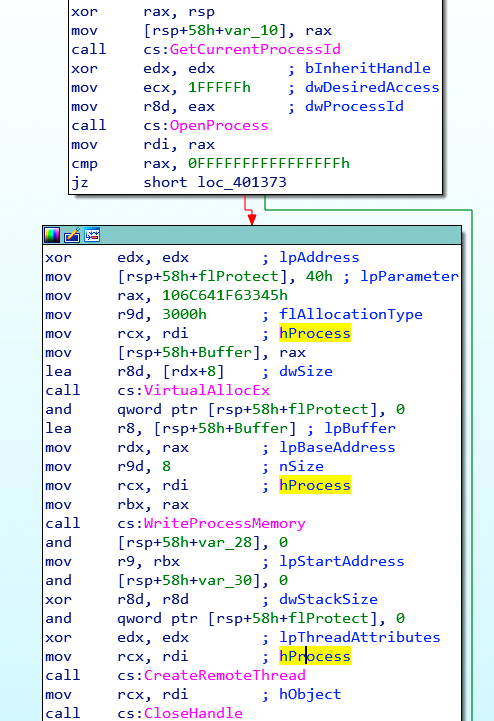 xor rax, rsp
mov [rsp+58h+var_10], rax
call cs:GetCurrentProcessId
xor edx, edx ; bInheritHandle
mov ecx, 1FFFFFh ; dwDesiredAccess
mov r8d, eax ; dwProcessId
call cs:OpenProcess
mov rdi, rax
cmp rax, 0FFFFFFFFFFFFFFFFh
jz short loc_401373
xor edx, edx ; lpAddress
mov [rsp+58h+flProtect], 40h ; lpParameter
mov rax, 106C641F63345h
mov r9d, 3000h ; flAllocationType
mov rcx, rdi ; hProcess
mov [rsp+58h+Buffer], rax
lea r8d, [rdx+8] ; dwSize
call cs:VirtualAllocEx
and qword ptr [rsp+58h+flProtect], 0
lea r8, [rsp+58h+Buffer] ; lpBuffer
mov rdx, rax ; lpBaseAddress
mov r9d, 8 ; nSize
mov rcx, rdi ; hProcess
mov rbx, rax
call cs:WriteProcessMemory
and [rsp+58h+var_28], 0
mov r9, rbx ; lpStartAddress
and [rsp+58h+var_30], 0
xor r8d, r8d ; dwStackSize
and qword ptr [rsp+58h+flProtect], 0
xor edx, edx ; lpThreadAttributes
mov rcx, rdi ; hProcess
call cs:CreateRemoteThread
mov rcx, rdi ; hObject
call cs:CloseHandle